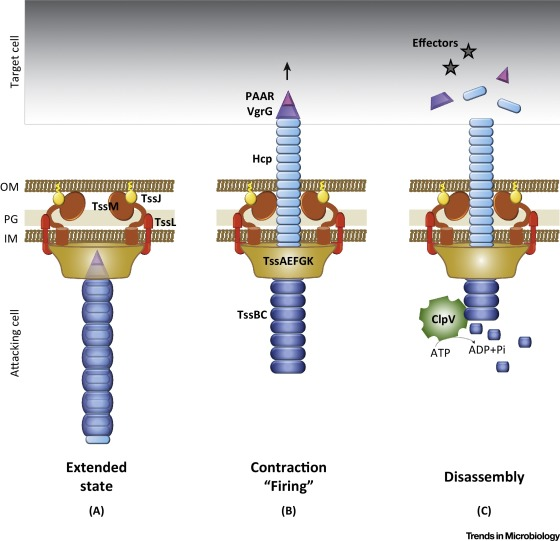 Target cell
Effectors
PAAR
VgrG
Hcp
OM
PG
IM
TssM
TssJ
TssL
TssAEFGK
Attacking cell
TssBC
ClpV
ATP
ADP+Pi
Extended
state
(A)
Contraction
“Firing”
(B)
Disassembly
(C)
Trends in Microbiology